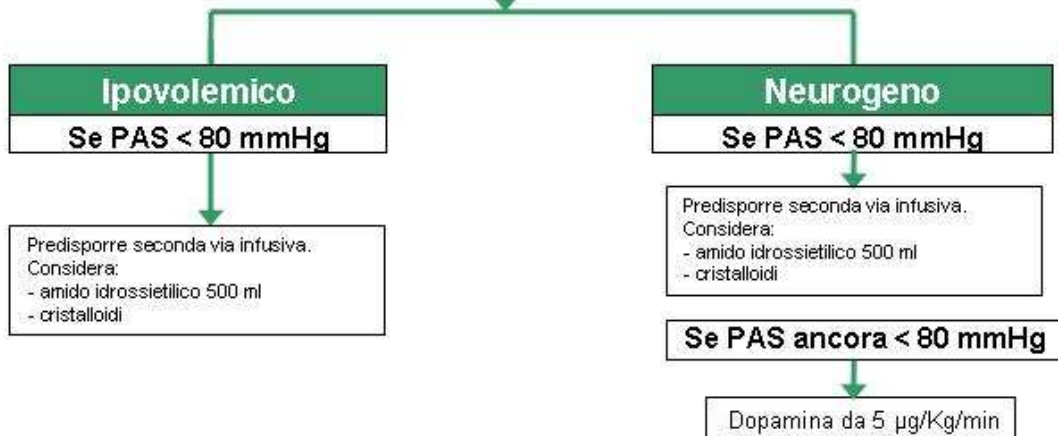 Ipovolemico
Se PAS < 80 mmHg
Predisporre seconda via infusiva.
Considera:
- amido idrossietilico 500 ml
- cristalloidi
Neurogeno
Se PAS < 80 mmHg
Predisporre seconda via infusiva.
Considera:
- amido idrossietilico 500 ml
- cristalloidi
Se PAS ancora < 80 mmHg
Dopamina da 5 µg/Kg/min